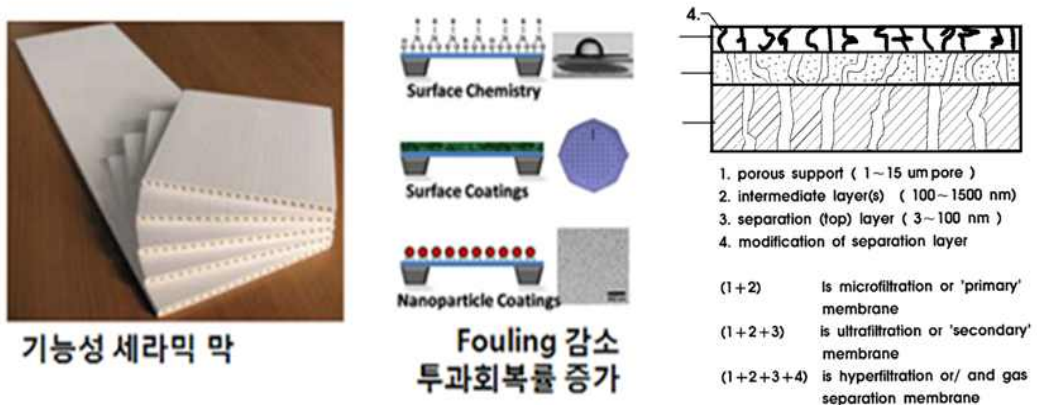 기능성 세라믹 막
Surface Chemistry
Surface Coatings
Nanoparticle Coatings
Fouling 감소
투과회복률 증가
4.
1. porous support ( 1~15 um pore )
2. intermediate layer(s) ( 100~1500 nm)
3. separation (top) layer ( 3~100 nm )
4. modification of separation layer
(1+2) Is microfiltration or 'primary'
membrane
(1+2+3) is ultrafiltration or 'secondary'
membrane
(1+2+3+4) is hyperfiltration or/ and gas
separation membrane